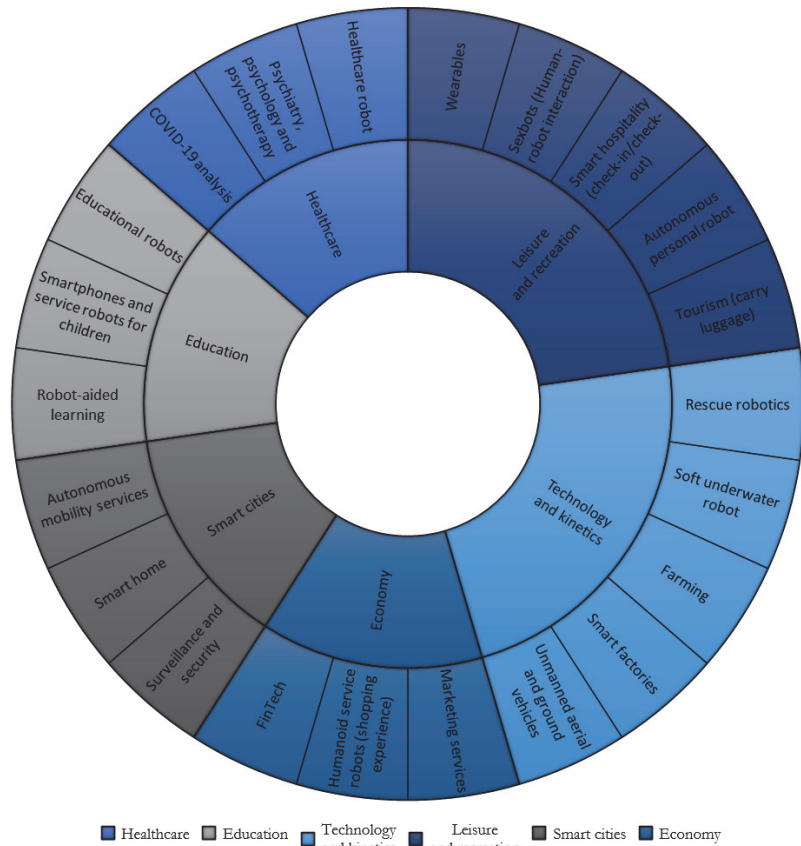 Healthcare robot
Psychiatry,
psychology and
psychotherapy
COVID-19 analysis
Healthcare
Wearables
Sexbots (Human-
robot interaction)
Smart hospitality
(check-in/check-
out)
Autonomous
personal robot
Tourism (carry
luggage)
Leisure
and recreation
Rescue robotics
Soft underwater
robot
Farming
Smart factories
Unmanned aerial
and ground
vehicles
Technology
and kinetics
Marketing services
Humanoid service
robots (shopping
experience)
FinTech
Economy
Surveillance and
security
Smart home
Autonomous
mobility services
Smart cities
Robot-aided
learning
Smartphones and
service robots for
children
Educational robots
Education
Healthcare
Education
Technology
and kinetics
Leisure
and recreation
Smart cities
Economy